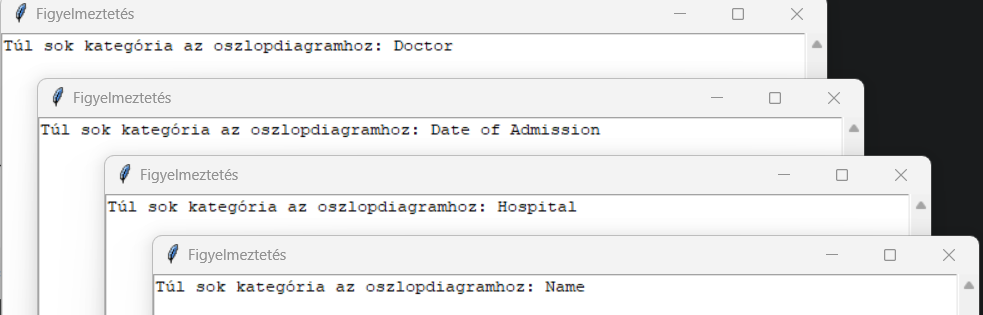 Figyelmeztetés
Túl sok kategória az oszlopdiagramhoz: Doctor
Figyelmeztetés
Túl sok kategória az oszlopdiagramhoz: Date of Admission
Figyelmeztetés
Túl sok kategória az oszlopdiagramhoz: Hospital
Figyelmeztetés
Túl sok kategória az oszlopdiagramhoz: Name